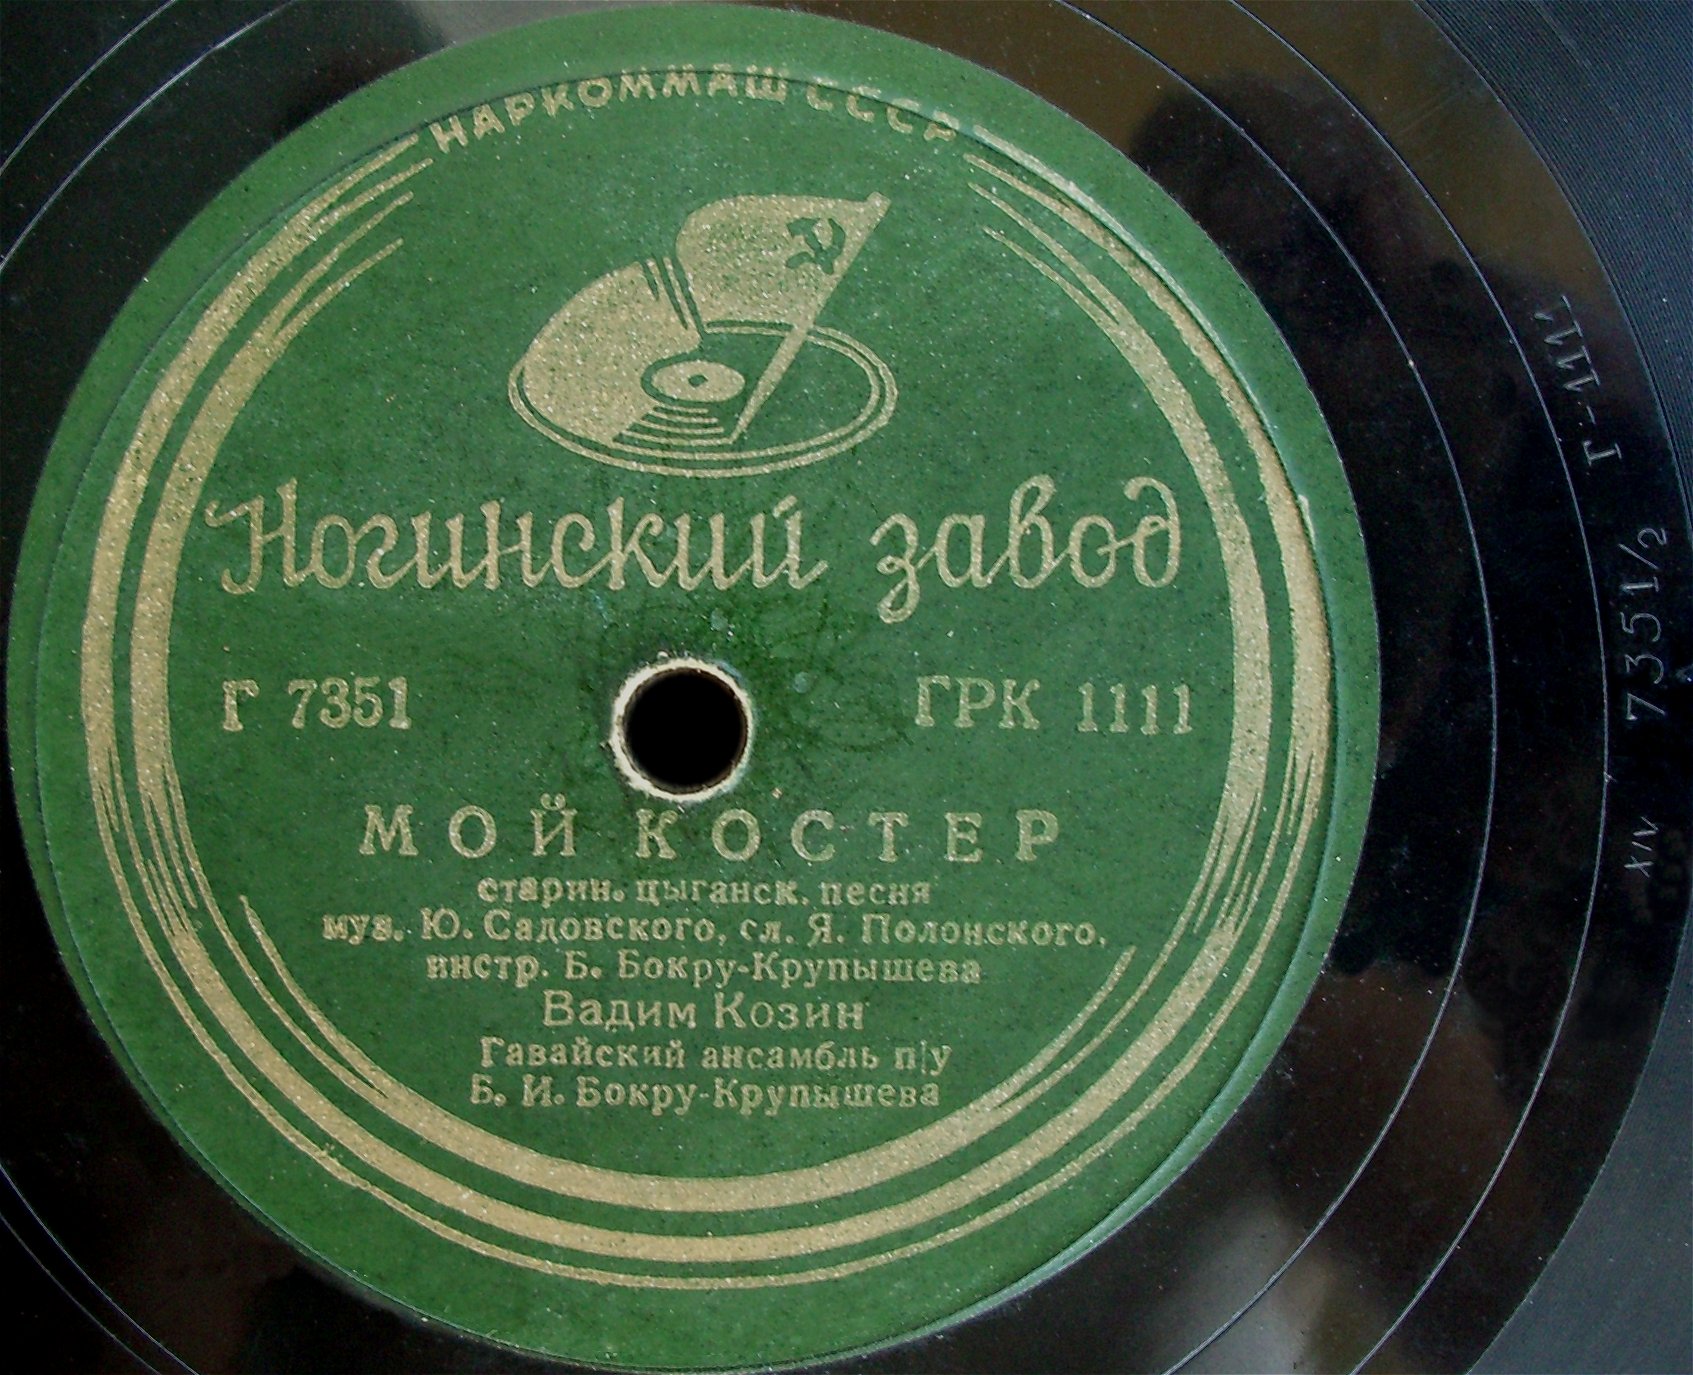 НАРКОММАШ СССР
Ногинский завод
Г 7351 ГРК 1111
МОЙ КОСТЕР
старин. цыганск. песня
муз. Ю. Садовского, сл. Я. Полонского.
инстр. Б. Бокру-Крупышева
Вадим Козин
Гавайский ансамбль п/у
Б. И. Бокру-Крупышева
Г-1111
7351/2
XIV